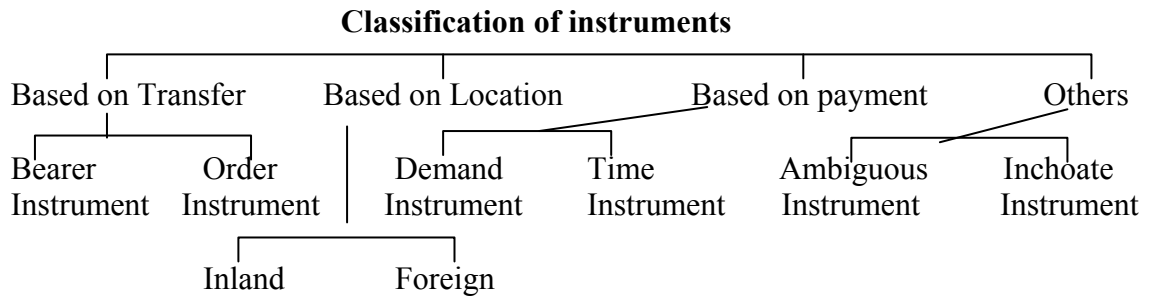 Classification of instruments
Based on Transfer Based on Location Based on payment Others
Bearer Order Demand Time Ambiguous Inchoate
Instrument Instrument Instrument Instrument Instrument Instrument
Inland Foreign